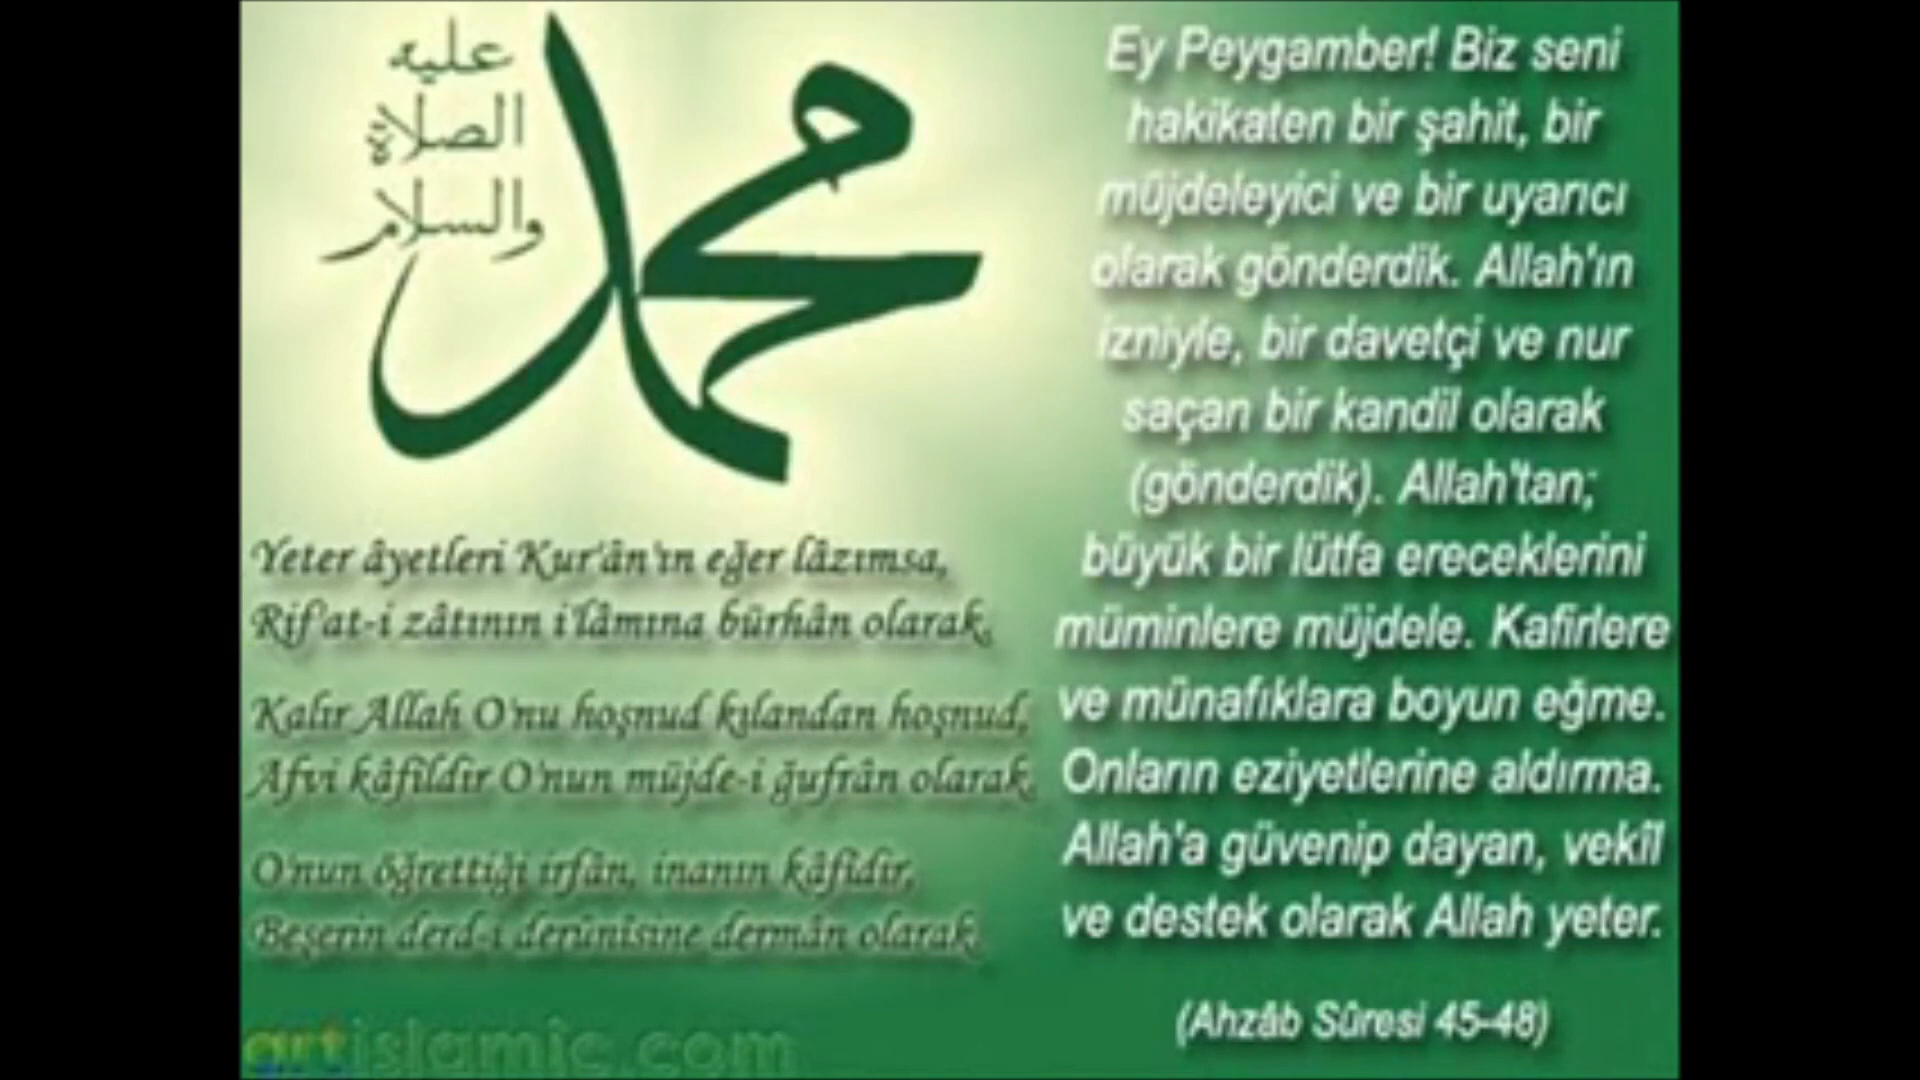 محمد
عليه
الصلاة
والسلام
Yeter âyetleri Kur'ân'ın eğer lâzımsa,
Rif'at-i zâtının i'lâmına bürhân olarak.
Kalır Allah O'nu hoşnud kılandan hoşnud,
Afvi kâfildir O'nun müjde-i ğufrân olarak.
O'nun öğrettiği irfân, inanın kâfidir,
Beşerin derd-i derûnîsine dermân olarak.
Ey Peygamber! Biz seni
hakikaten bir şahit, bir
müjdeleyici ve bir uyarıcı
olarak gönderdik. Allah'ın
izniyle, bir davetçi ve nur
saçan bir kandil olarak
(gönderdik). Allah'tan;
büyük bir lütfa ereceklerini
müminlere müjdele. Kafirlere
ve münafıklara boyun eğme.
Onların eziyetlerine aldırma.
Allah'a güvenip dayan, vekîl
ve destek olarak Allah yeter.
(Ahzâb Sûresi 45-48)
artislamic.com